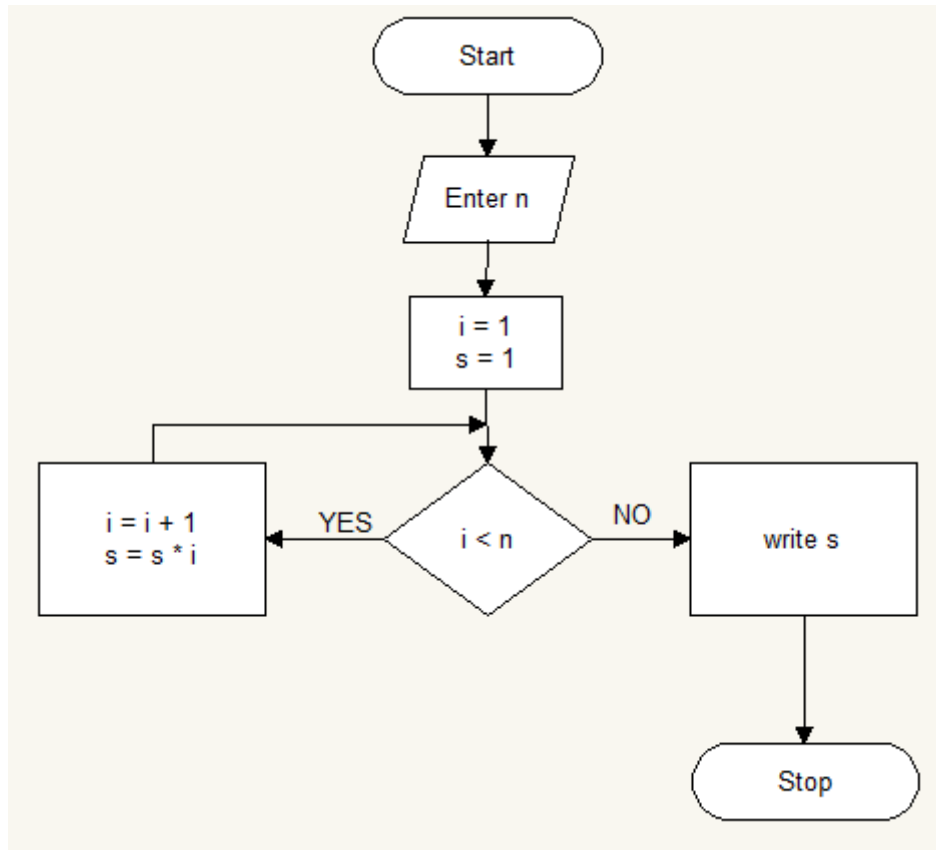 Start
Enter n
i = 1
s = 1
i = i + 1
s = s * i
YES
i < n
NO
write s
Stop